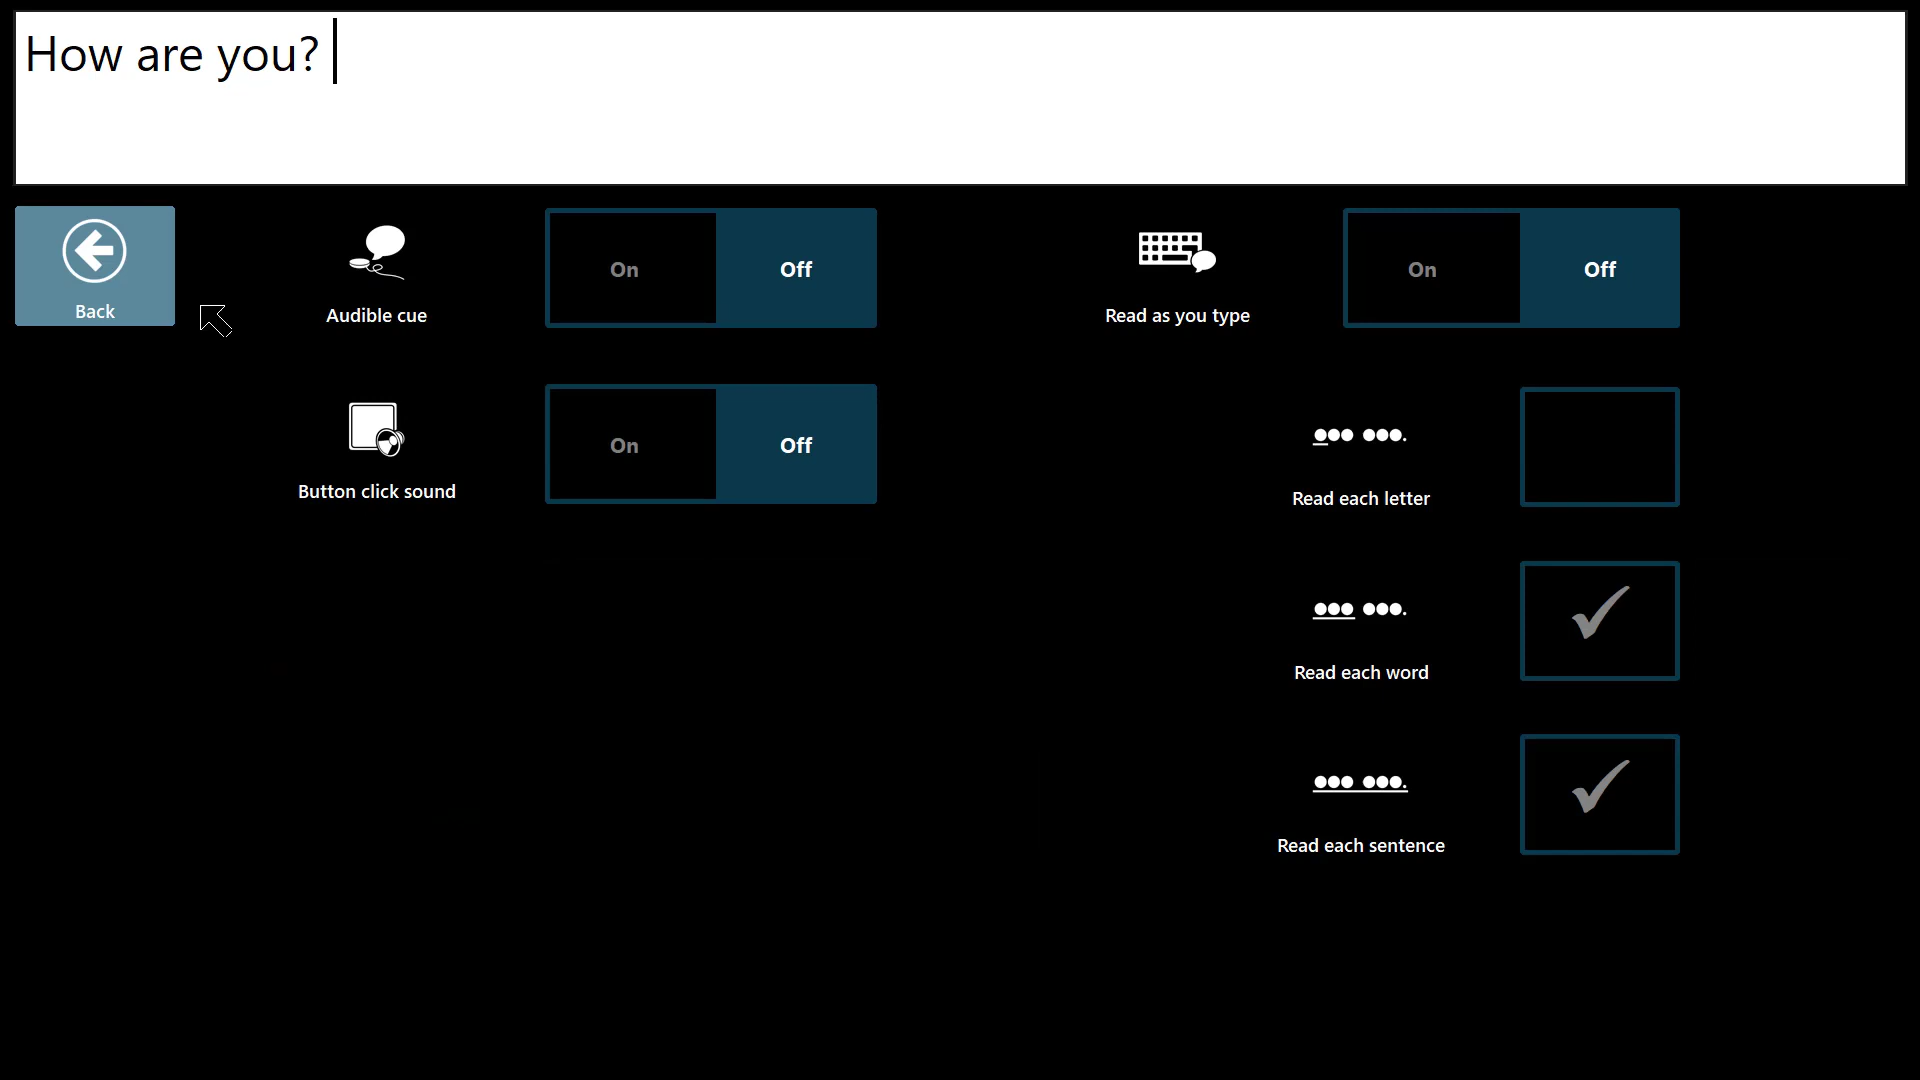 How are you?
Back
Audible cue
On
Off
Read as you type
On
Off
Button click sound
On
Off
Read each letter
Read each word
Read each sentence